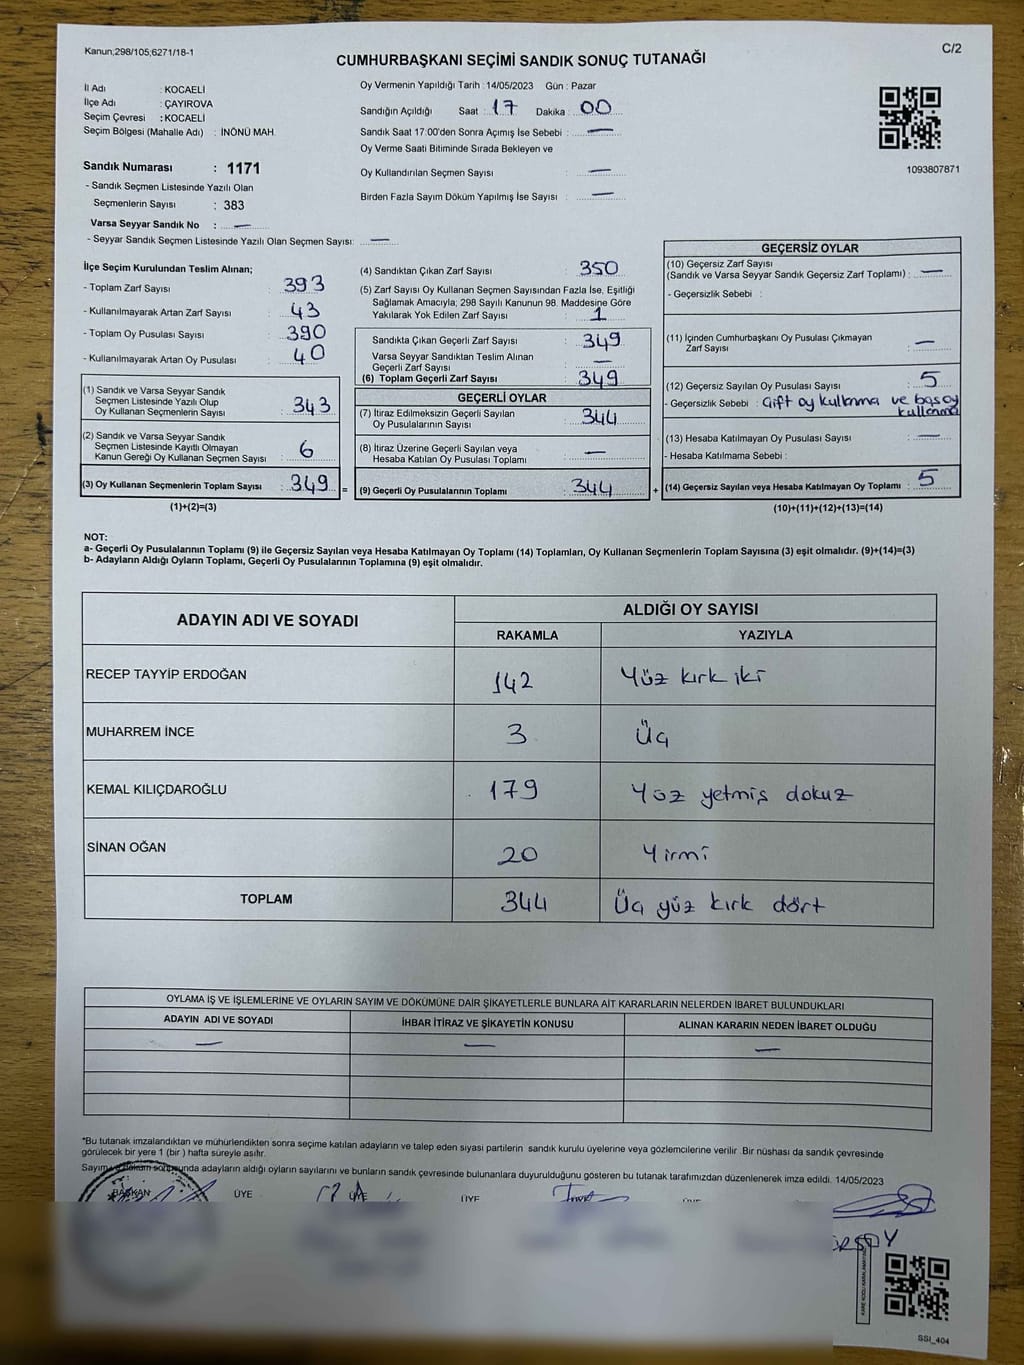 Kanun;298/105;6271/18-1
C/2
CUMHURBAŞKANI SEÇİMİ SANDIK SONUÇ TUTANAĞI
İl Adı : KOCAELİ
İlçe Adı : ÇAYIROVA
Seçim Çevresi : KOCAELİ
Seçim Bölgesi (Mahalle Adı) : İNÖNÜ MAH.
Sandık Numarası : 1171
- Sandık Seçmen Listesinde Yazılı Olan
Seçmenlerin Sayısı : 383
Varsa Seyyar Sandık No : —
- Seyyar Sandık Seçmen Listesinde Yazılı Olan Seçmen Sayısı: —
Oy Vermenin Yapıldığı Tarih : 14/05/2023 Gün : Pazar
Sandığın Açıldığı Saat : 17 Dakika : 00
Sandık Saat 17:00'den Sonra Açımış İse Sebebi : —
Oy Verme Saati Bitiminde Sırada Bekleyen ve
Oy Kullandırılan Seçmen Sayısı : —
Birden Fazla Sayım Döküm Yapılmış İse Sayısı : —
1093807871
İlçe Seçim Kurulundan Teslim Alınan;
- Toplam Zarf Sayısı : 393
- Kullanılmayarak Artan Zarf Sayısı : 43
- Toplam Oy Pusulası Sayısı : 390
- Kullanılmayarak Artan Oy Pusulası : 40
(1) Sandık ve Varsa Seyyar Sandık
Seçmen Listesinde Yazılı Olup
Oy Kullanan Seçmenlerin Sayısı : 343
(2) Sandık ve Varsa Seyyar Sandık
Seçmen Listesinde Kayıtlı Olmayan
Kanun Gereği Oy Kullanan Seçmen Sayısı : 6
(3) Oy Kullanan Seçmenlerin Toplam Sayısı : 349 =
(1)+(2)=(3)
(4) Sandıktan Çıkan Zarf Sayısı : 350
(5) Zarf Sayısı Oy Kullanan Seçmen Sayısından Fazla İse, Eşitliği
Sağlamak Amacıyla; 298 Sayılı Kanunun 98. Maddesine Göre
Yakılarak Yok Edilen Zarf Sayısı : 1
Sandıkta Çıkan Geçerli Zarf Sayısı : 349
Varsa Seyyar Sandıktan Teslim Alınan
Geçerli Zarf Sayısı : —
(6) Toplam Geçerli Zarf Sayısı : 349
GEÇERLİ OYLAR
(7) İtiraz Edilmeksizin Geçerli Sayılan
Oy Pusulalarının Sayısı : 344
(8) İtiraz Üzerine Geçerli Sayılan veya
Hesaba Katılan Oy Pusulası Toplamı : —
(9) Geçerli Oy Pusulalarının Toplamı : 344 +
GEÇERSİZ OYLAR
(10) Geçersiz Zarf Sayısı
(Sandık ve Varsa Seyyar Sandık Geçersiz Zarf Toplamı) : —
- Geçersizlik Sebebi :
(11) İçinden Cumhurbaşkanı Oy Pusulası Çıkmayan
Zarf Sayısı : —
(12) Geçersiz Sayılan Oy Pusulası Sayısı : 5
- Geçersizlik Sebebi : Çift oy kullanma ve boş oy
kullanma
(13) Hesaba Katılmayan Oy Pusulası Sayısı : —
- Hesaba Katılmama Sebebi :
(14) Geçersiz Sayılan veya Hesaba Katılmayan Oy Toplamı : 5
(10)+(11)+(12)+(13)=(14)
NOT:
a- Geçerli Oy Pusulalarının Toplamı (9) ile Geçersiz Sayılan veya Hesaba Katılmayan Oy Toplamı (14) Toplamları, Oy Kullanan Seçmenlerin Toplam Sayısına (3) eşit olmalıdır. (9)+(14)=(3)
b- Adayların Aldığı Oyların Toplamı, Geçerli Oy Pusulalarının Toplamına (9) eşit olmalıdır.
ADAYIN ADI VE SOYADI ALDIĞI OY SAYISI
RAKAMLA YAZIYLA
RECEP TAYYİP ERDOĞAN 142 Yüz kırk iki
MUHARREM İNCE 3 Üç
KEMAL KILIÇDAROĞLU 179 Yüz yetmiş dokuz
SİNAN OĞAN 20 Yirmi
TOPLAM 344 Üç yüz kırk dört
OYLAMA İŞ VE İŞLEMLERİNE VE OYLARIN SAYIM VE DÖKÜMÜNE DAİR ŞİKAYETLERLE BUNLARA AİT KARARLARIN NELERDEN İBARET BULUNDUKLARI
ADAYIN ADI VE SOYADI İHBAR İTİRAZ VE ŞİKAYETİN KONUSU ALINAN KARARIN NEDEN İBARET OLDUĞU
— — —
*Bu tutanak imzalandıktan ve mühürlendikten sonra seçime katılan adayların ve talep eden siyasi partilerin sandık kurulu üyelerine veya gözlemcilerine verilir. Bir nüshası da sandık çevresinde
görülecek bir yere 1 (bir ) hafta süreyle asılır.
Sayım ve döküm sonucunda adayların aldığı oyların sayılarını ve bunların sandık çevresinde bulunanlara duyurulduğunu gösteren bu tutanak tarafımızdan düzenlenerek imza edildi. 14/05/2023
BAŞKAN ÜYE ÜYE ÜYE
SSI_404